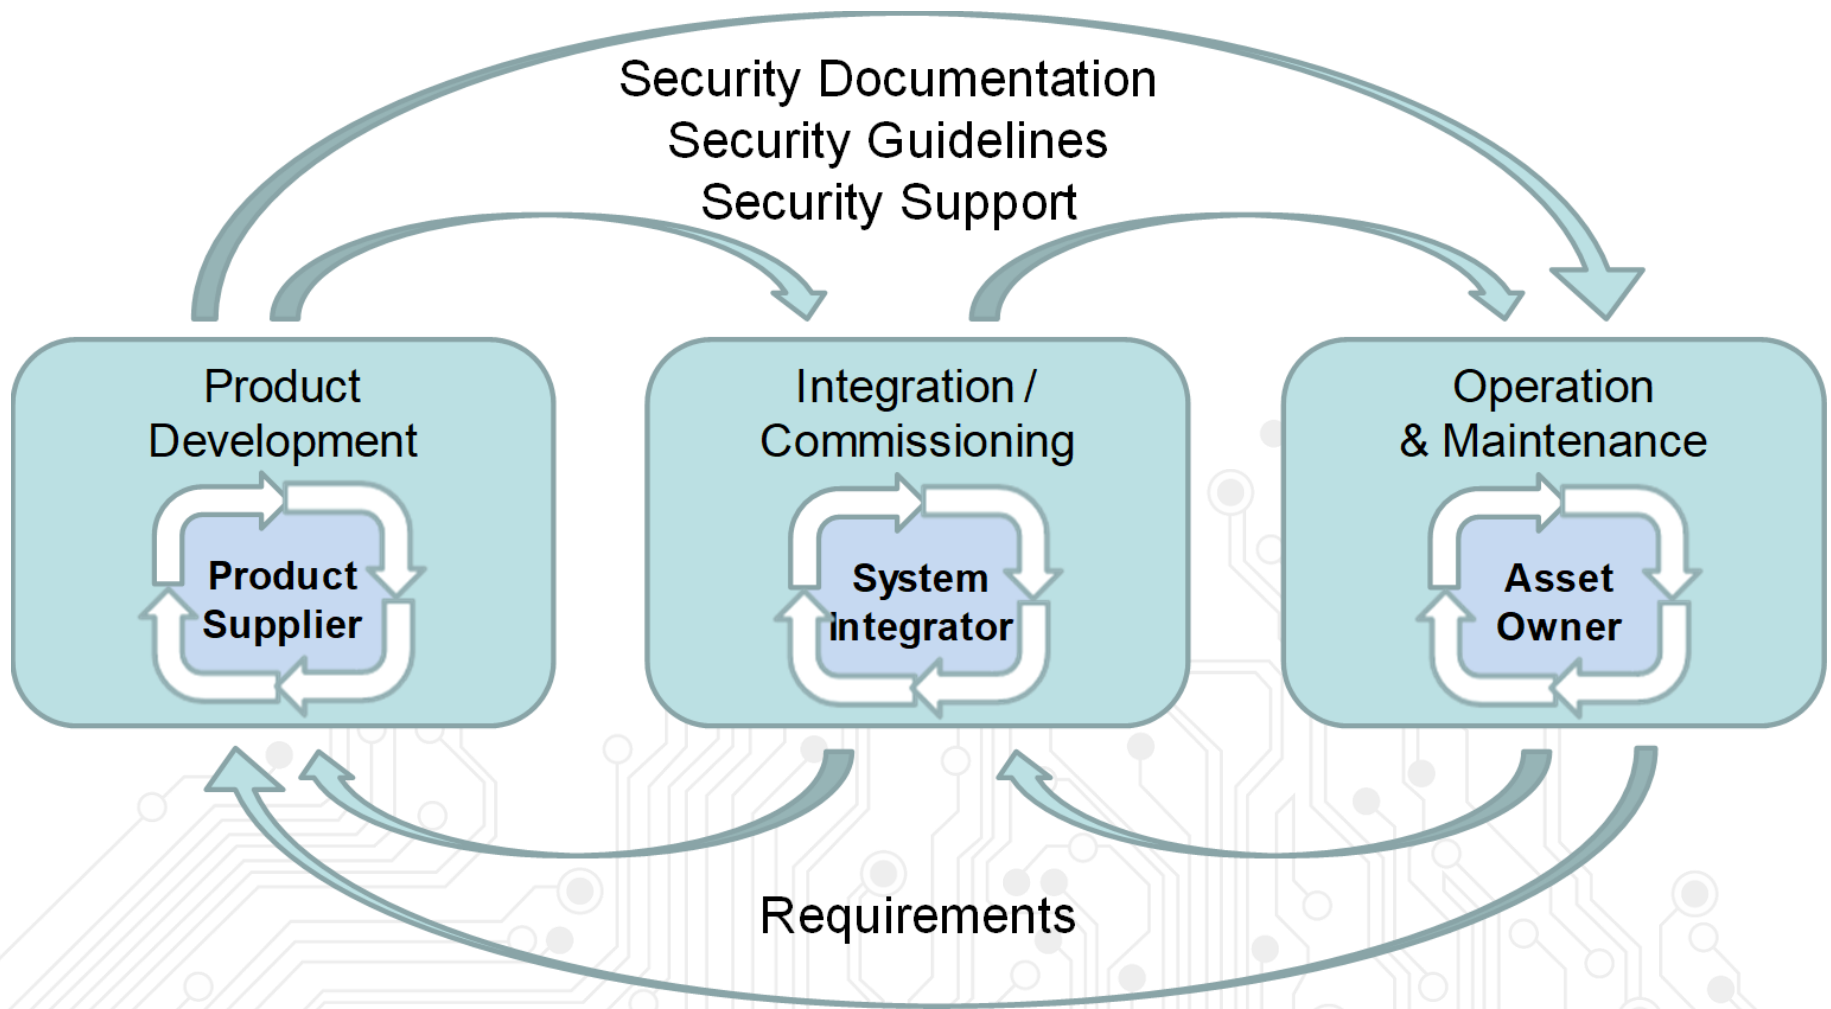 Security Documentation
Security Guidelines
Security Support
Product
Development
Product
Supplier
Integration /
Commissioning
System
integrator
Operation
& Maintenance
Asset
Owner
Requirements